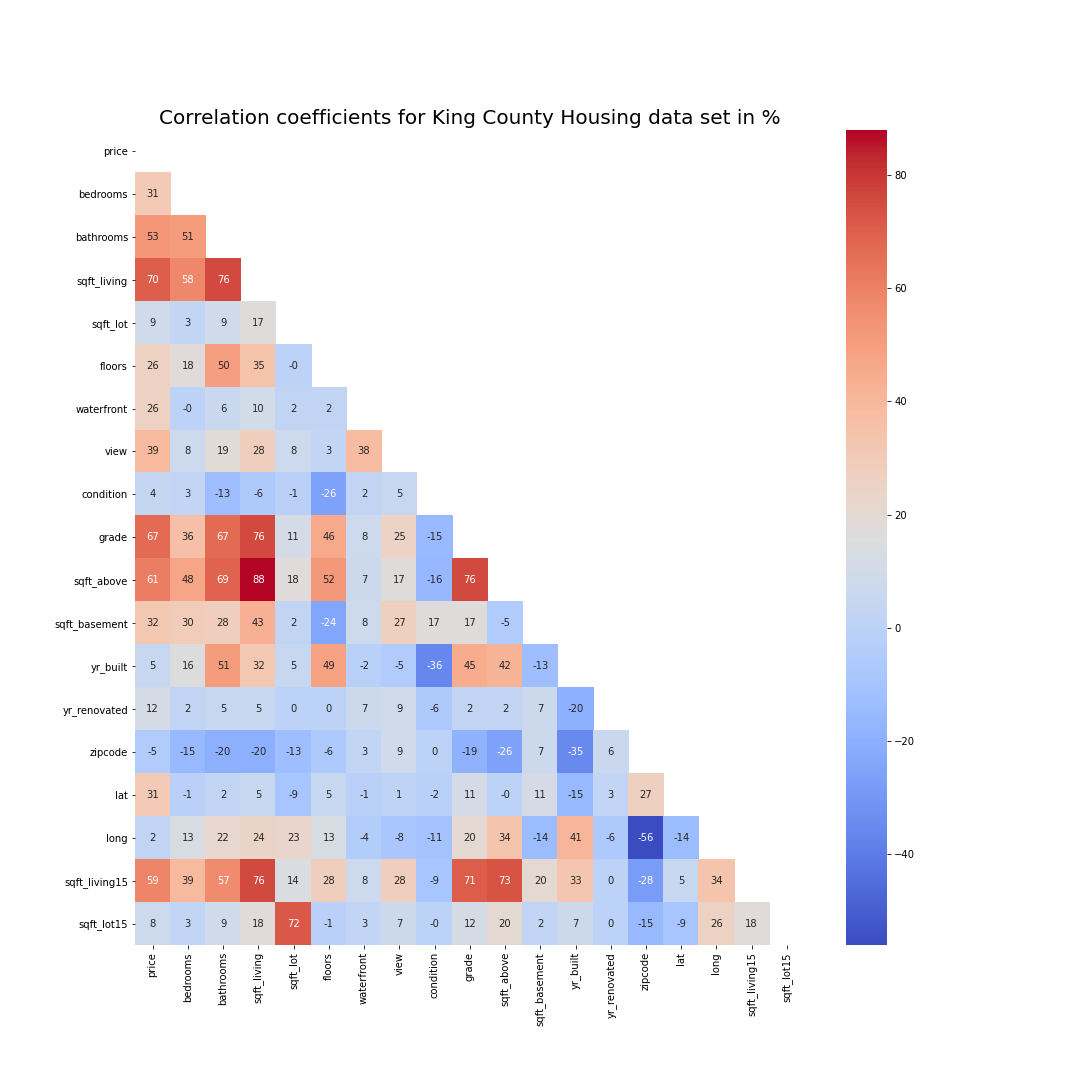 Correlation coefficients for King County Housing data set in %
price
bedrooms 31
bathrooms 53 51
sqft_living 70 58 76
sqft_lot 9 3 9 17
floors 26 18 50 35 -0
waterfront 26 -0 6 10 2 2
view 39 8 19 28 8 3 38
condition 4 3 -13 -6 -1 -26 2 5
grade 67 36 67 76 11 46 8 25 -15
sqft_above 61 48 69 88 18 52 7 17 -16 76
sqft_basement 32 30 28 43 2 -24 8 27 17 17 -5
yr_built 5 16 51 32 5 49 -2 -5 -36 45 42 -13
yr_renovated 12 2 5 5 0 0 7 9 -6 2 2 7 -20
zipcode -5 -15 -20 -20 -13 -6 3 9 0 -19 -26 7 -35 6
lat 31 -1 2 5 -9 5 -1 1 -2 11 -0 11 -15 3 27
long 2 13 22 24 23 13 -4 -8 -11 20 34 -14 41 -6 -56 -14
sqft_living15 59 39 57 76 14 28 8 28 -9 71 73 20 33 0 -28 5 34
sqft_lot15 8 3 9 18 72 -1 3 7 -0 12 20 2 7 0 -15 -9 26 18
price bedrooms bathrooms sqft_living sqft_lot floors waterfront view condition grade sqft_above sqft_basement yr_built yr_renovated zipcode lat long sqft_living15 sqft_lot15
80
60
40
20
0
−20
−40